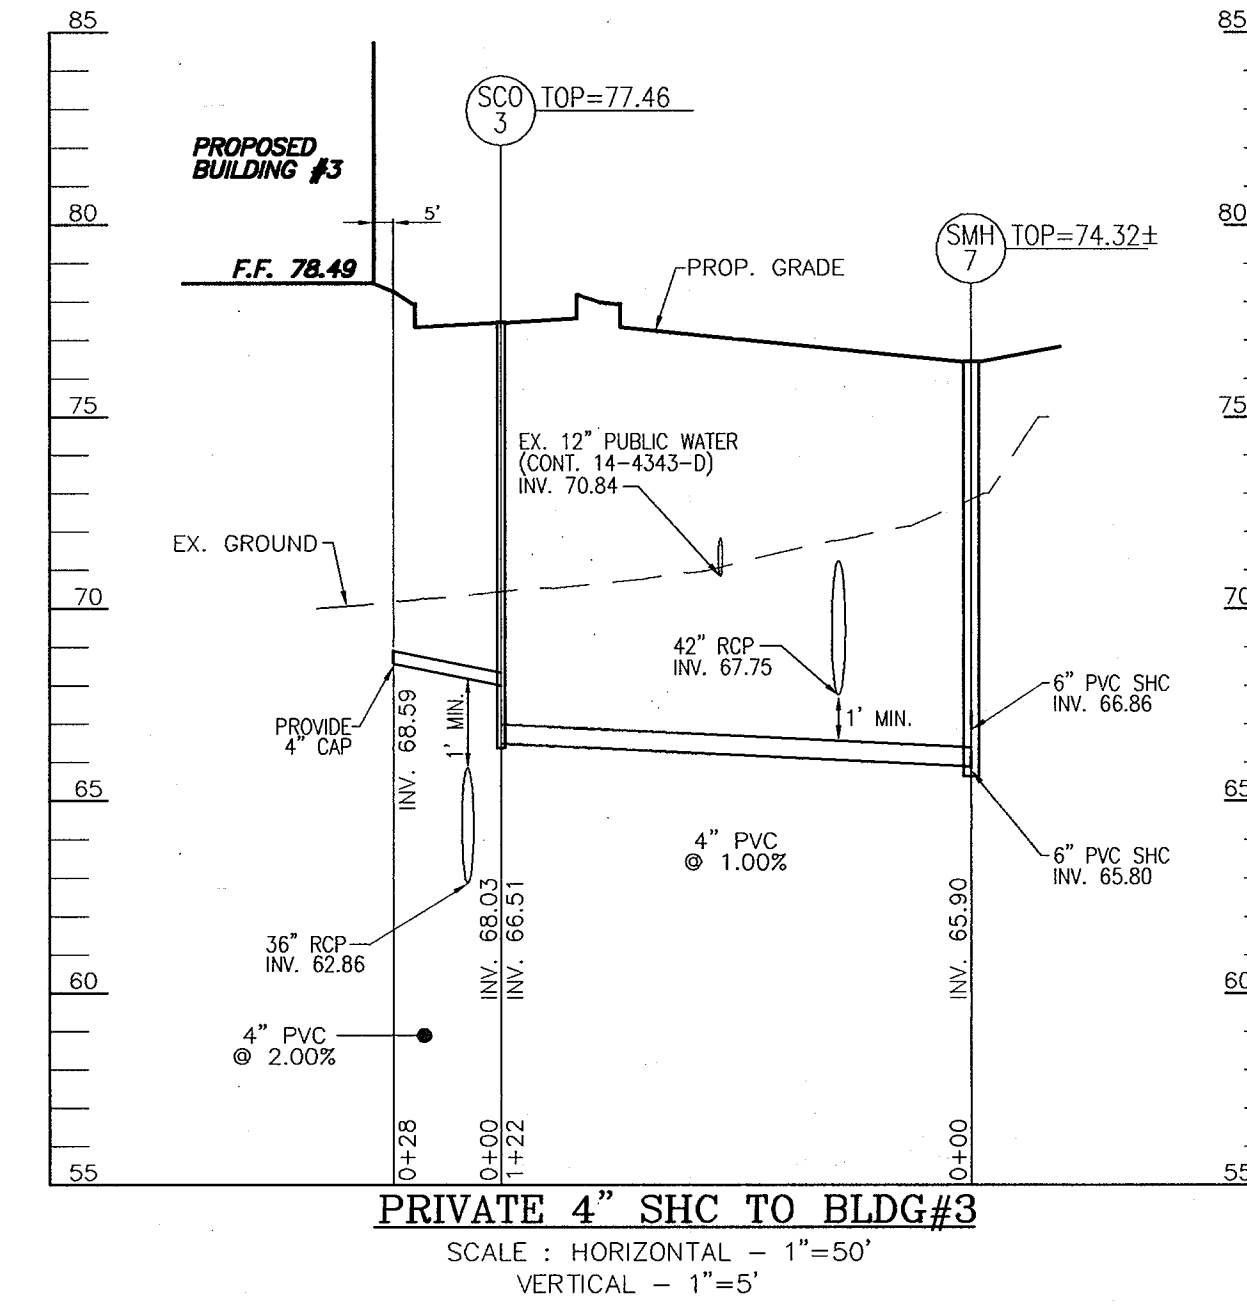 85
85
SCO
3
TOP=77.46
PROPOSED
BUILDING #3
80
5'
80
SMH
7
TOP=74.32±
F.F. 78.49
PROP. GRADE
75
75
EX. 12" PUBLIC WATER
(CONT. 14-4343-D)
INV. 70.84
EX. GROUND
70
70
42" RCP
INV. 67.75
6" PVC SHC
INV. 66.86
PROVIDE
4" CAP
INV. 68.59
1' MIN.
1' MIN.
65
65
4" PVC
@ 1.00%
6" PVC SHC
INV. 65.80
36" RCP
INV. 62.86
INV. 68.03
INV. 66.51
INV. 65.90
60
60
4" PVC
@ 2.00%
0+28
0+00
1+22
0+00
55
55
PRIVATE 4" SHC TO BLDG#3
SCALE : HORIZONTAL – 1"=50'
VERTICAL – 1"=5'